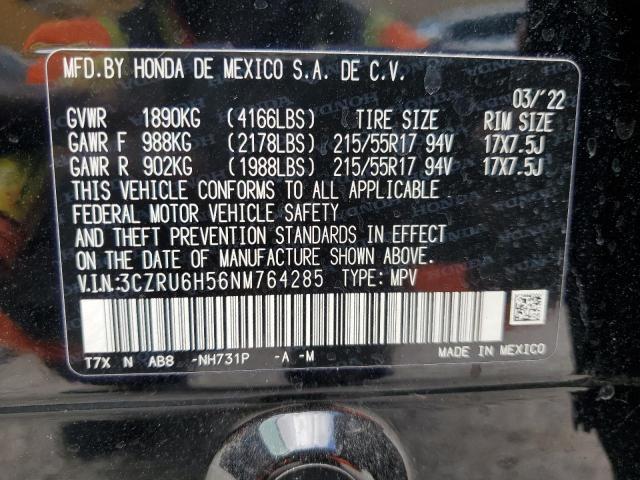 MFD.BY HONDA DE MEXICO S.A. DE C.V.
03/'22
GVWR 1890KG (4166LBS) TIRE SIZE RIM SIZE
GAWR F 988KG (2178LBS) 215/55R17 94V 17X7.5J
GAWR R 902KG (1988LBS) 215/55R17 94V 17X7.5J
THIS VEHICLE CONFORMS TO ALL APPLICABLE
FEDERAL MOTOR VEHICLE SAFETY
AND THEFT PREVENTION STANDARDS IN EFFECT
ON THE DATE OF MANUFACTURE SHOWN ABOVE.
V.I.N:3CZRU6H56NM764285 TYPE: MPV
T7X N AB8 -NH731P -A -M
MADE IN MEXICO